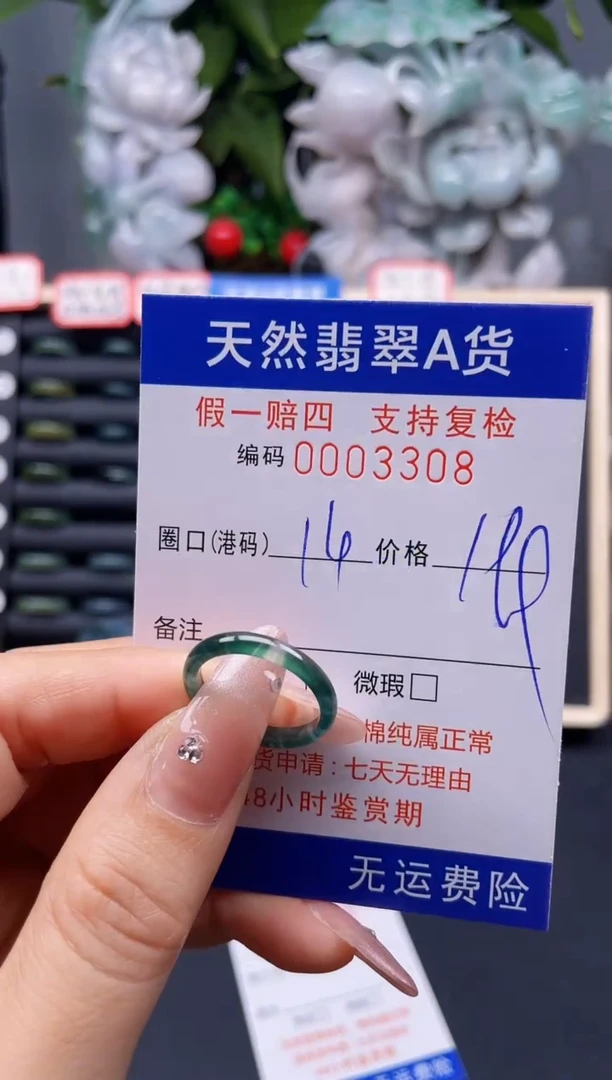 天然翡翠A货
假一赔四 支持复检
编码 0003308
圈口(港码) 14 价格
备注
微瑕□
棉纯属正常
货申请：七天无理由
48小时鉴赏期
无运费险